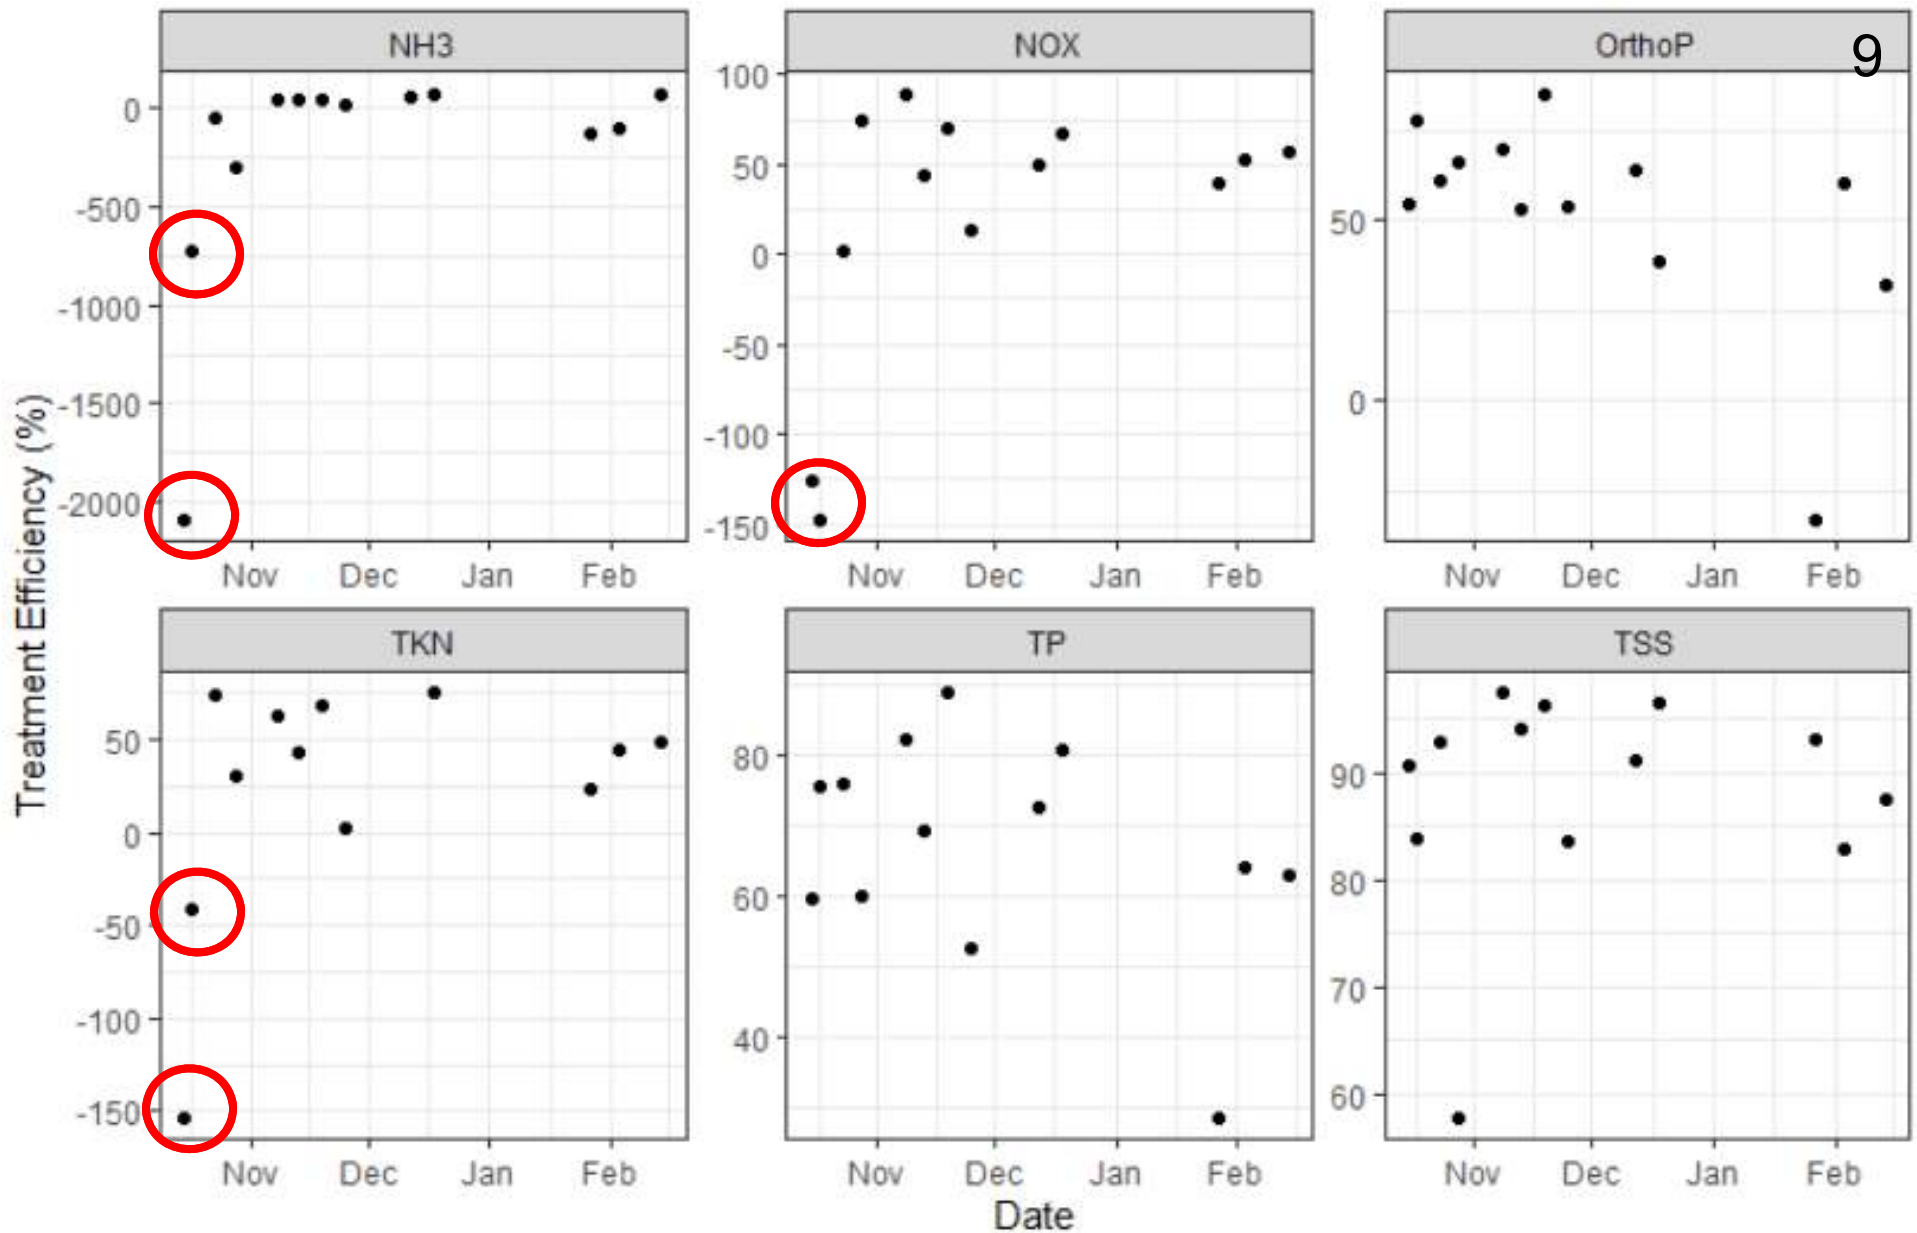 NH3
NOX
OrthoP
9
0
-500
-1000
-1500
-2000
100
50
0
-50
-100
-150
50
0
Nov Dec Jan Feb
Nov Dec Jan Feb
Nov Dec Jan Feb
Treatment Efficiency (%)
TKN
TP
TSS
50
0
-50
-100
-150
80
60
40
90
80
70
60
Nov Dec Jan Feb
Nov Dec Jan Feb
Nov Dec Jan Feb
Date